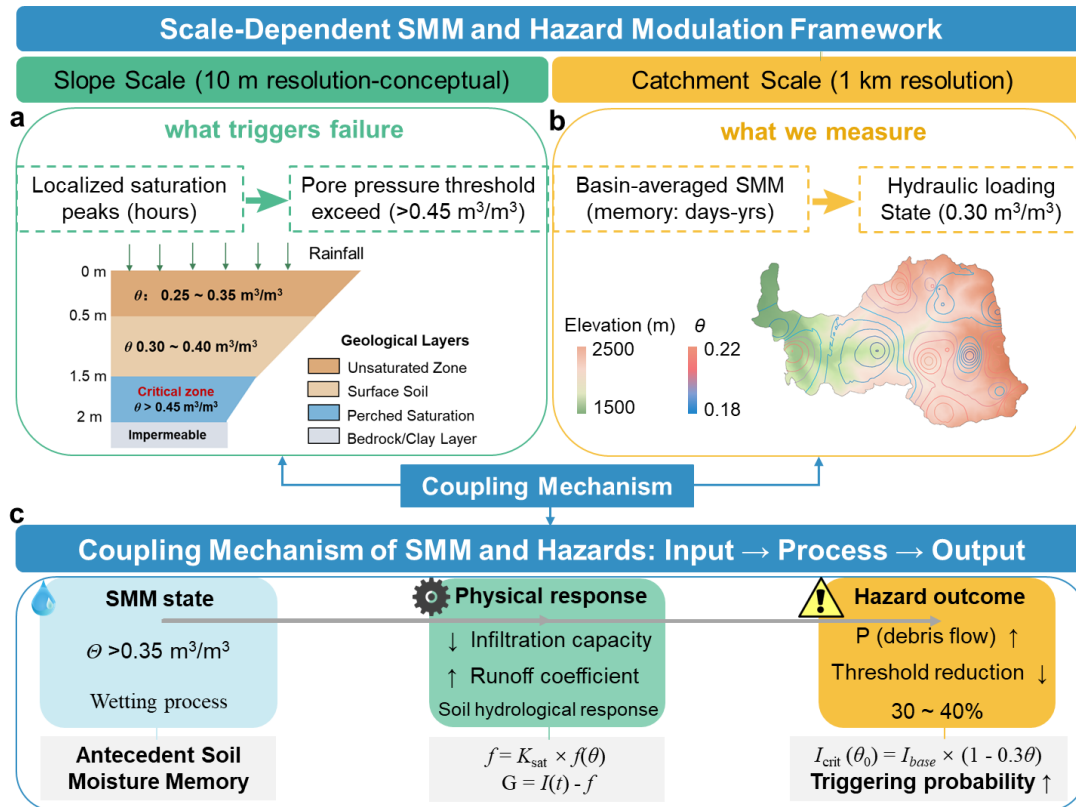 Scale-Dependent SMM and Hazard Modulation Framework
Slope Scale (10 m resolution-conceptual)
Catchment Scale (1 km resolution)
a
what triggers failure
Localized saturation
peaks (hours)
Pore pressure threshold
exceed (>0.45 m³/m³)
Rainfall
0 m
θ： 0.25 ~ 0.35 m³/m³
0.5 m
θ 0.30 ~ 0.40 m³/m³
1.5 m
Critical zone
θ > 0.45 m³/m³
2 m
Impermeable
Geological Layers
Unsaturated Zone
Surface Soil
Perched Saturation
Bedrock/Clay Layer
b
what we measure
Basin-averaged SMM
(memory: days-yrs)
Hydraulic loading
State (0.30 m³/m³)
Elevation (m)
2500
1500
θ
0.22
0.18
Coupling Mechanism
c
Coupling Mechanism of SMM and Hazards: Input → Process → Output
SMM state
Θ >0.35 m³/m³
Wetting process
Antecedent Soil
Moisture Memory
Physical response
↓ Infiltration capacity
↑ Runoff coefficient
Soil hydrological response
f = Ksat × f(θ)
G = I(t) - f
Hazard outcome
P (debris flow) ↑
Threshold reduction ↓
30 ~ 40%
Icrit (θ0) = Ibase × (1 - 0.3θ)
Triggering probability ↑